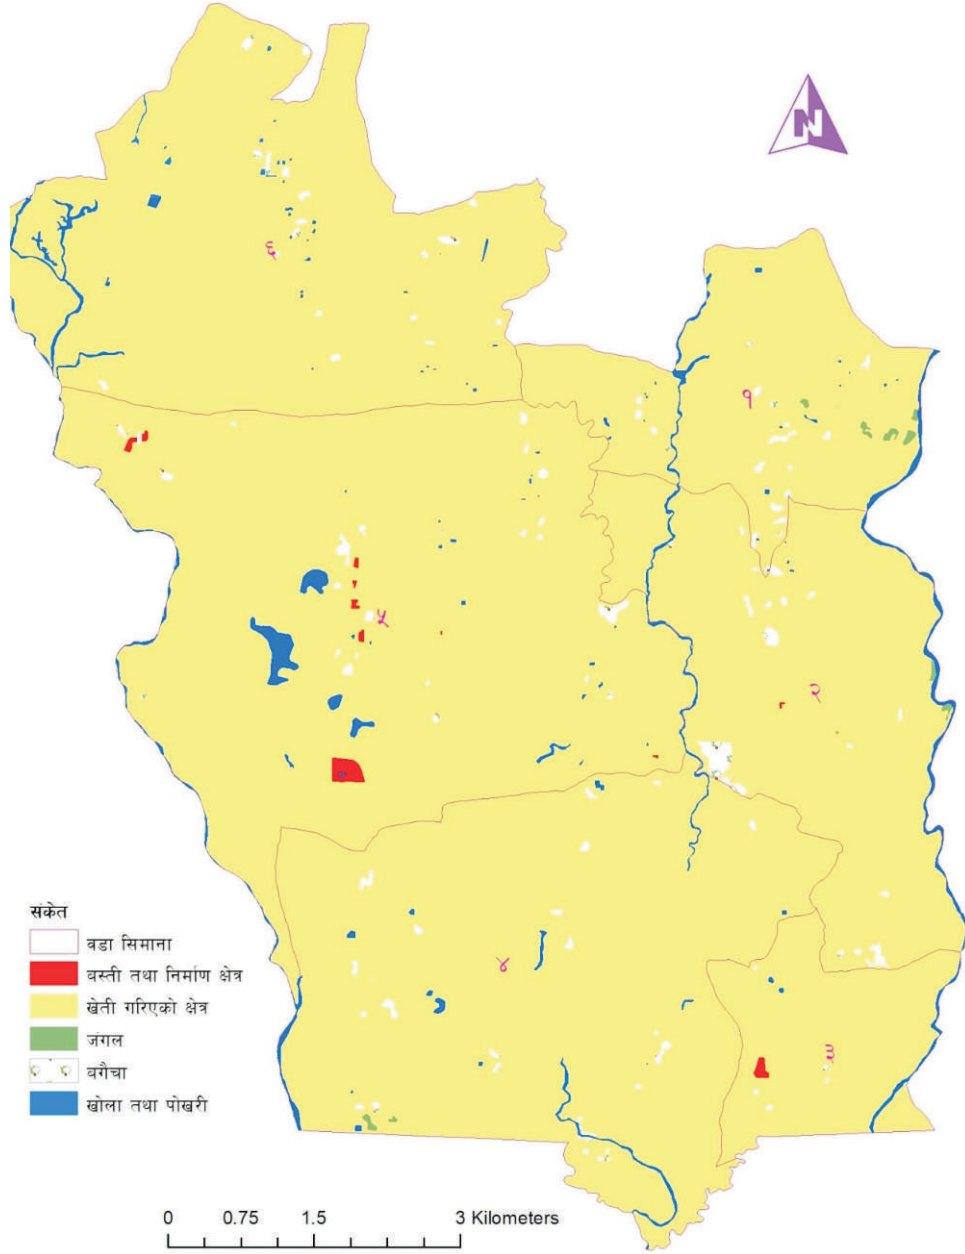 N
६
१
५
२
४
३
संकेत
वडा सिमाना
बस्ती तथा निर्माण क्षेत्र
खेती गरिएको क्षेत्र
जंगल
बगैचा
खोला तथा पोखरी
0 0.75 1.5 3 Kilometers